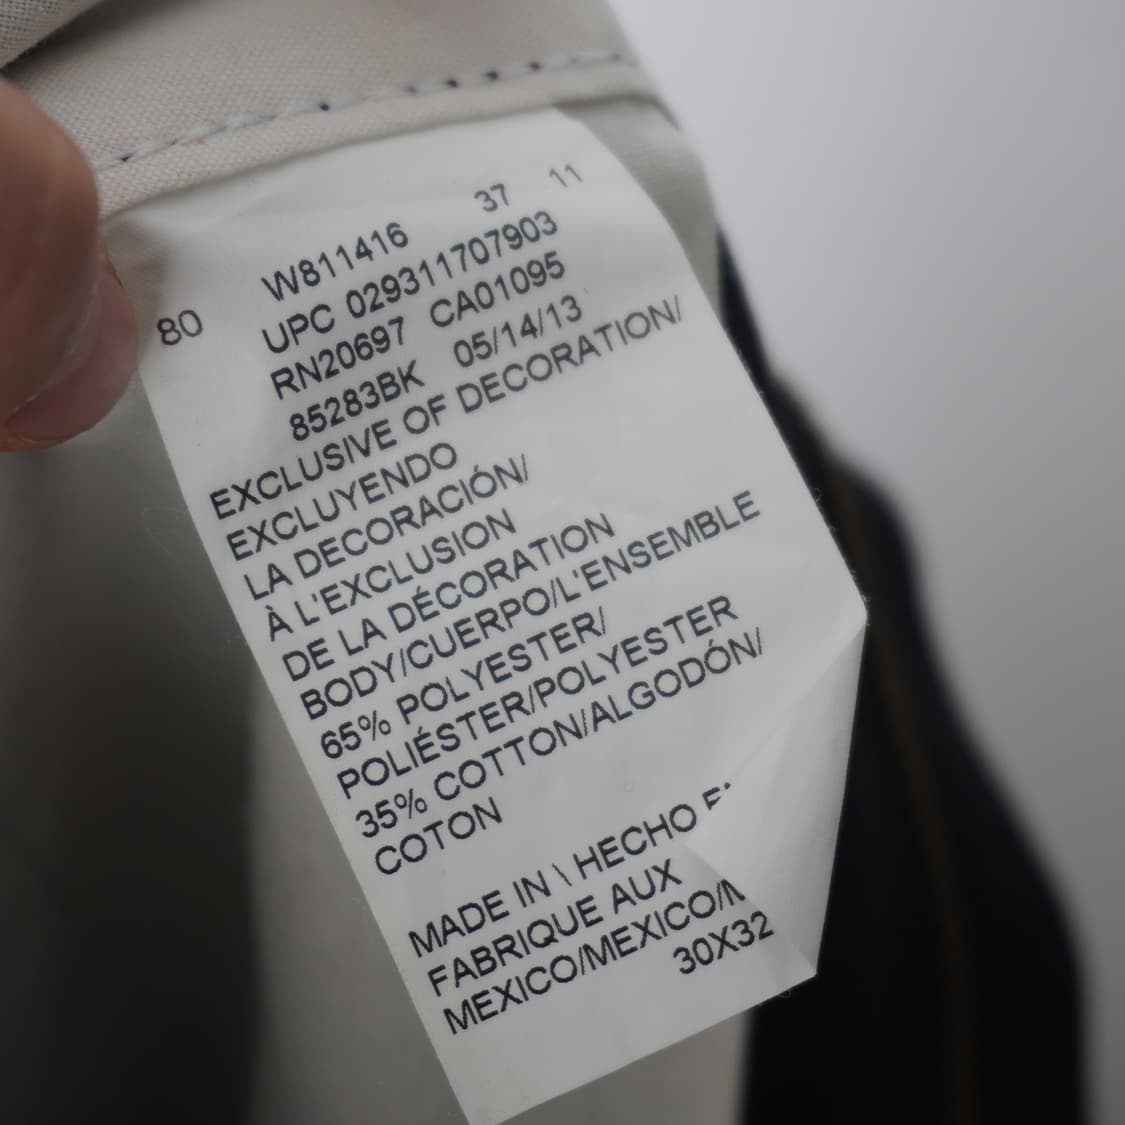 37 11
W811416
80 UPC 029311707903
RN20697 CA01095
85283BK 05/14/13
EXCLUSIVE OF DECORATION/
EXCLUYENDO
LA DECORACIÓN/
À L'EXCLUSION
DE LA DÉCORATION
BODY/CUERPO/L'ENSEMBLE
65% POLYESTER/
POLIÉSTER/POLYESTER
35% COTTON/ALGODÓN/
COTON
MADE IN \ HECHO
FABRIQUE AUX
MEXICO/MEXICO/
30X32